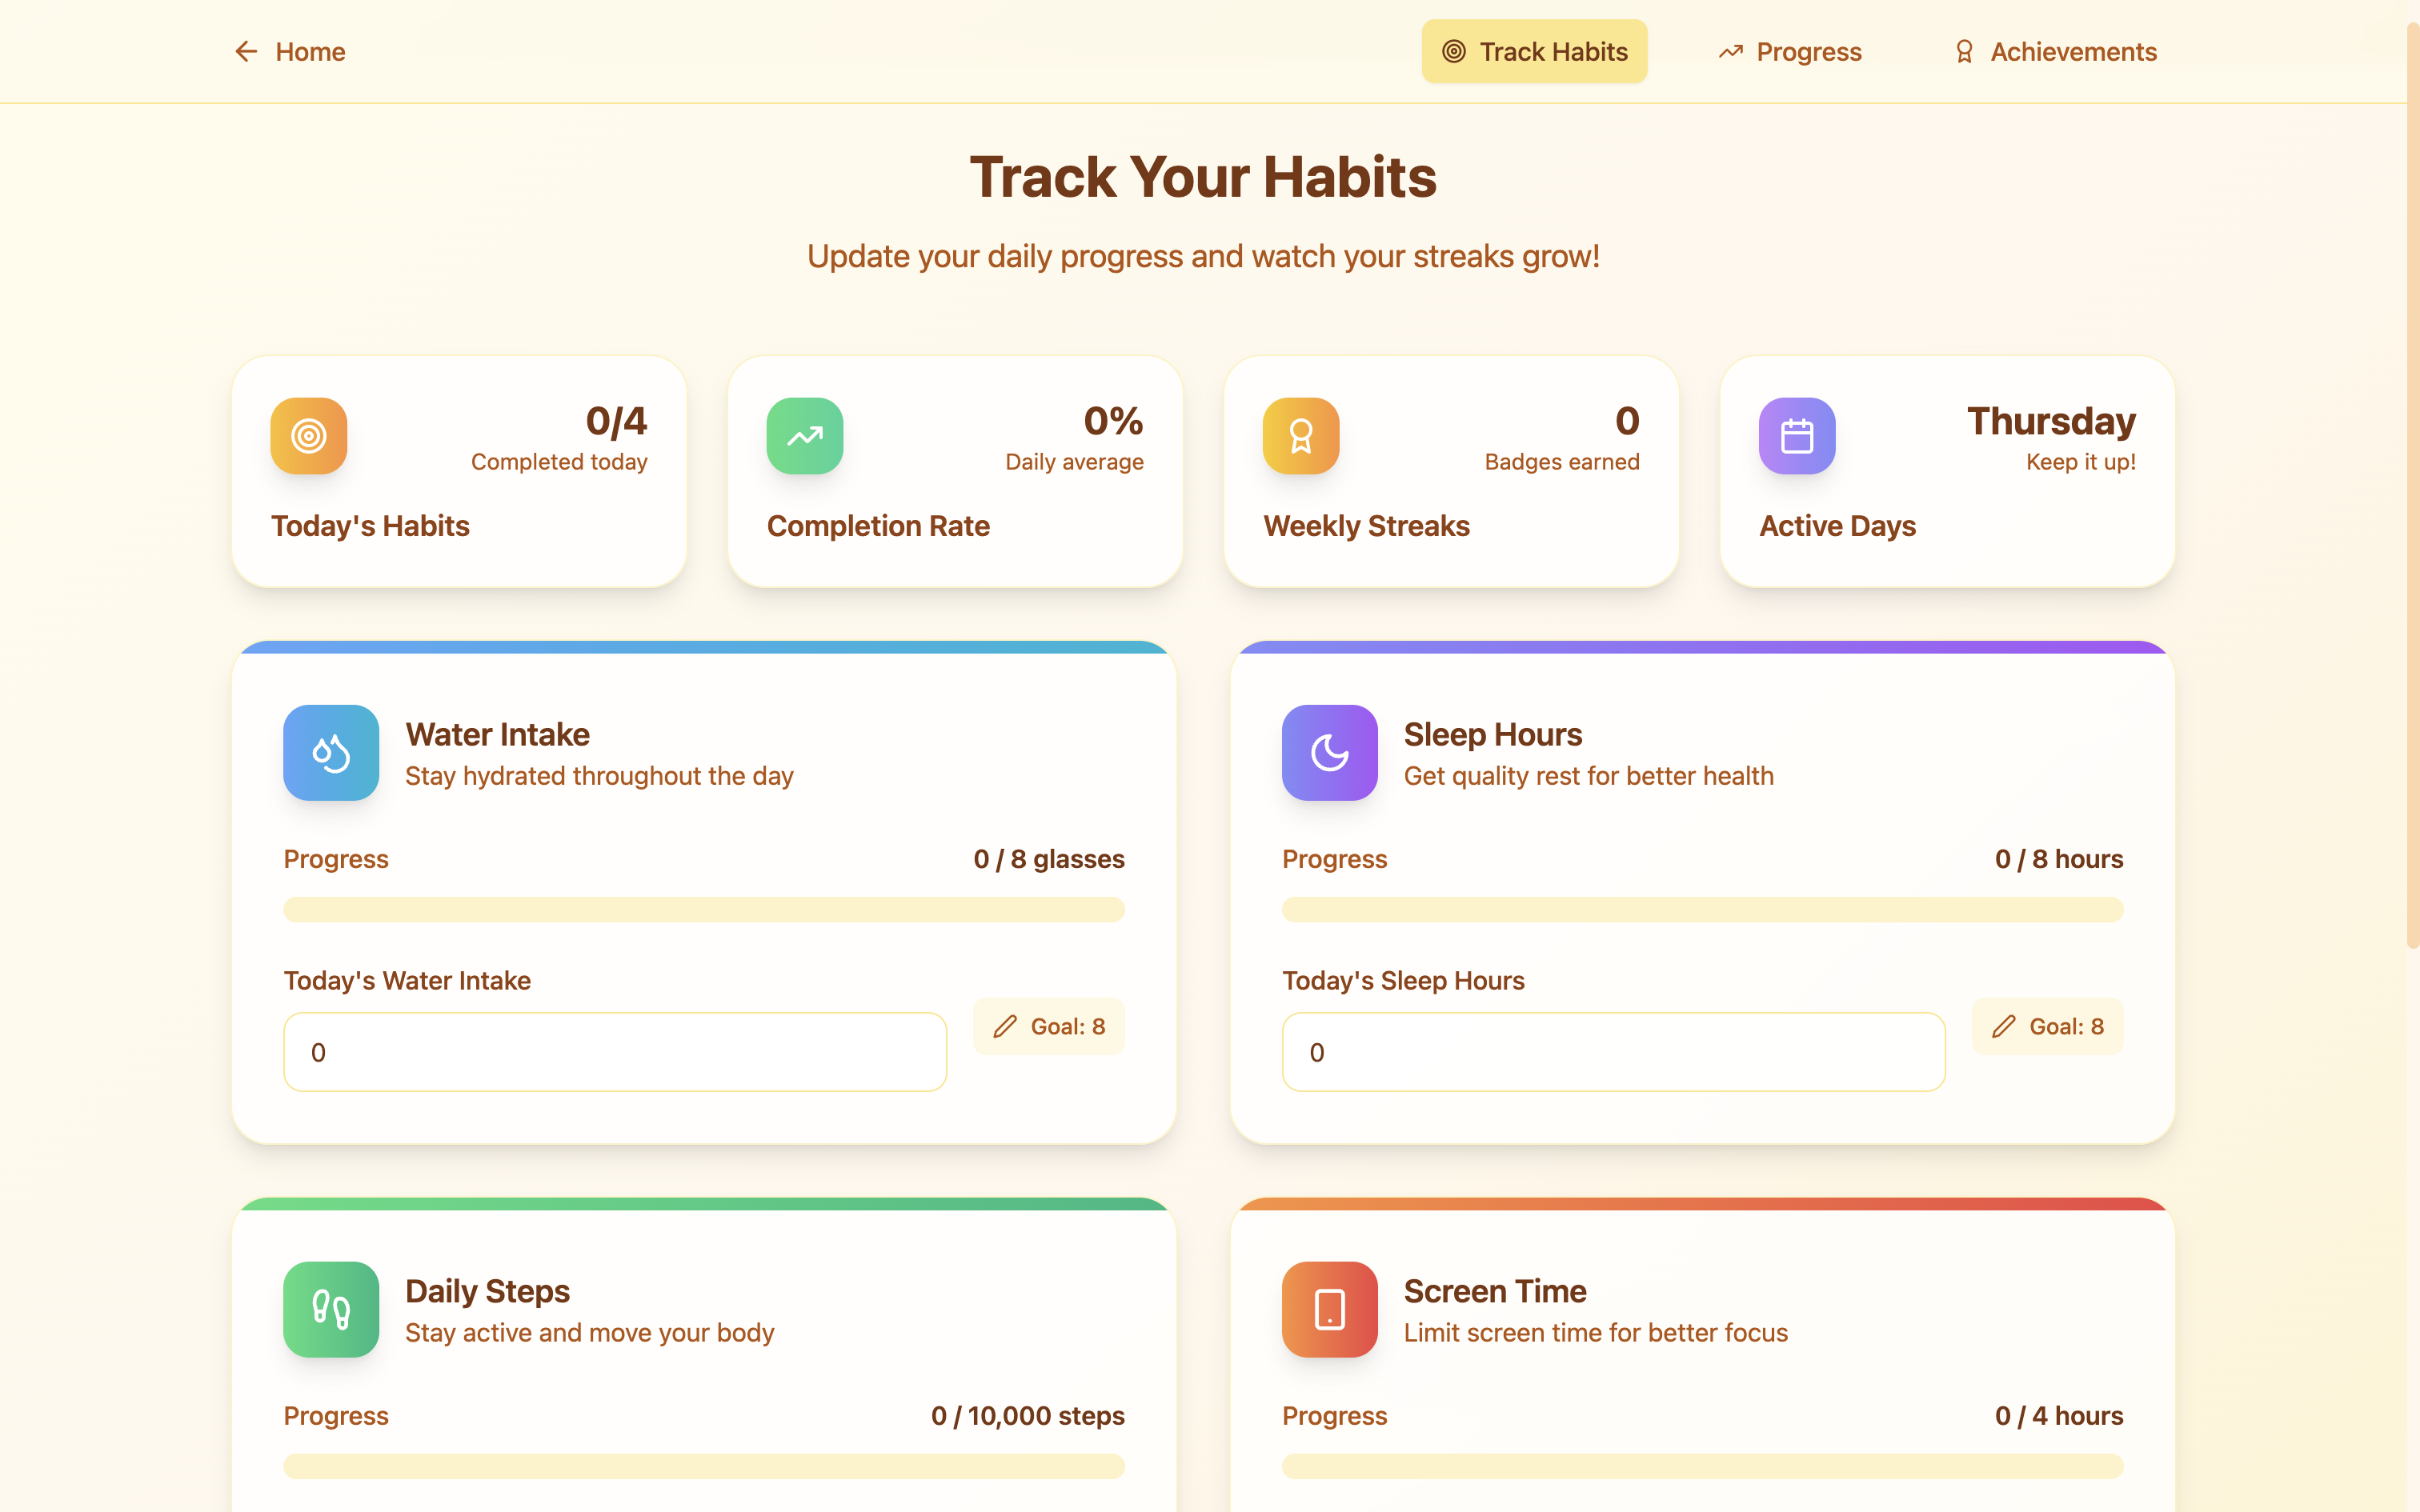 Home
Track Habits
Progress
Achievements
Track Your Habits
Update your daily progress and watch your streaks grow!
0/4
Completed today
Today's Habits
0%
Daily average
Completion Rate
0
Badges earned
Weekly Streaks
Thursday
Keep it up!
Active Days
Water Intake
Stay hydrated throughout the day
Progress
0 / 8 glasses
Today's Water Intake
0
Goal: 8
Sleep Hours
Get quality rest for better health
Progress
0 / 8 hours
Today's Sleep Hours
0
Goal: 8
Daily Steps
Stay active and move your body
Progress
0 / 10,000 steps
Screen Time
Limit screen time for better focus
Progress
0 / 4 hours